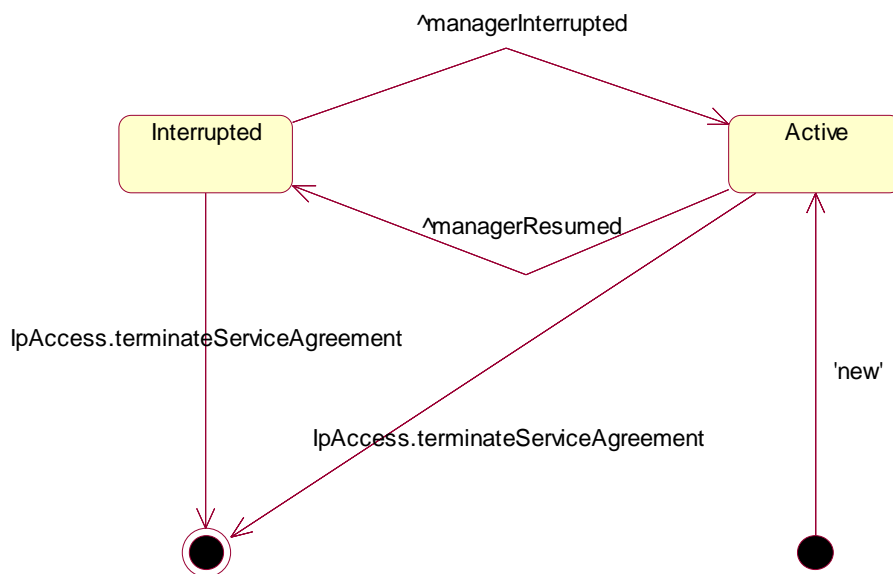 ^managerInterrupted
Interrupted
Active
^managerResumed
IpAccess.terminateServiceAgreement
'new'
IpAccess.terminateServiceAgreement